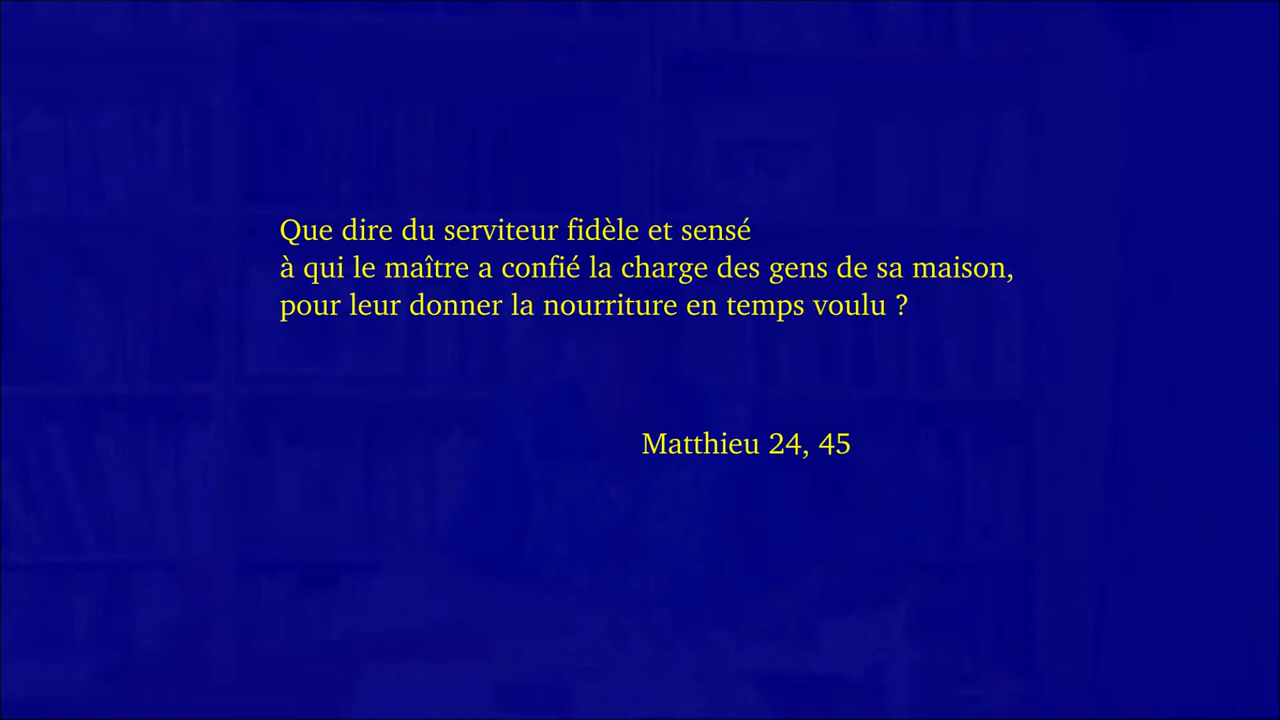 Que dire du serviteur fidèle et sensé
à qui le maître a confié la charge des gens de sa maison,
pour leur donner la nourriture en temps voulu ?
Matthieu 24, 45